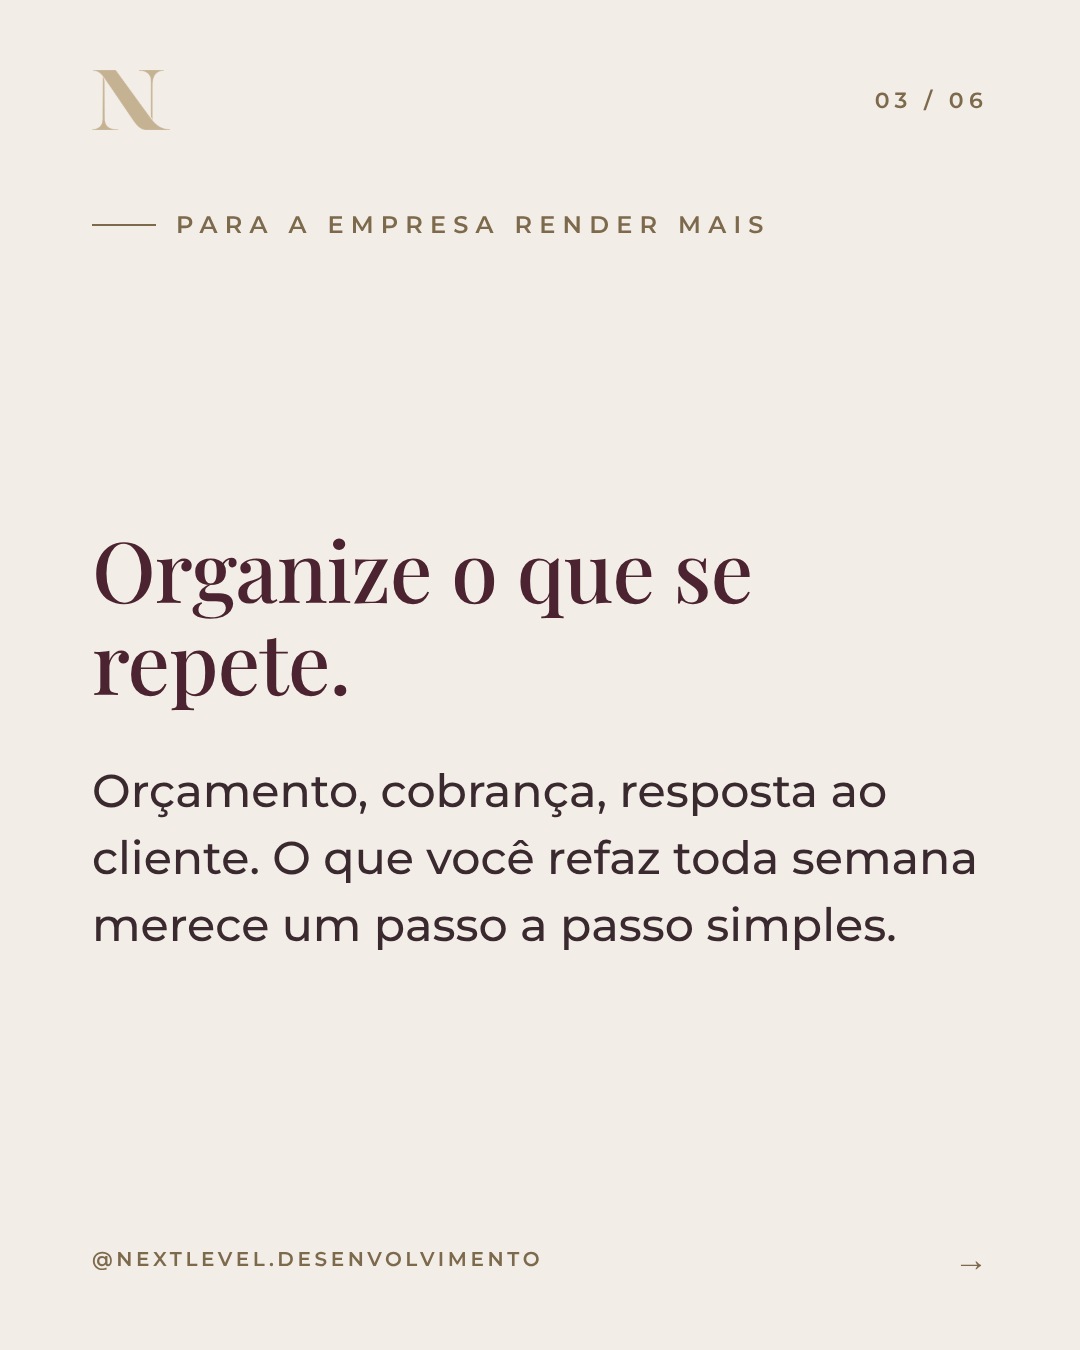 N
03 / 06
PARA A EMPRESA RENDER MAIS
Organize o que se
repete.
Orçamento, cobrança, resposta ao
cliente. O que você refaz toda semana
merece um passo a passo simples.
@NEXTLEVEL.DESENVOLVIMENTO
→